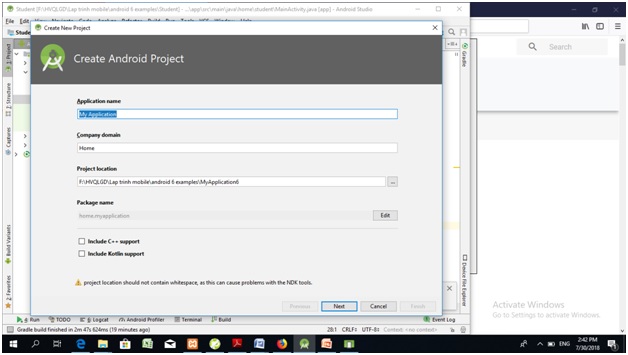 Student [F:\HVQLGD\Lap trinh mobile\android 6 examples\Student] - ...\app\src\main\java\home\student\MainActivity.java [app] - Android Studio
Create New Project
Create Android Project
Search
Application name
My Application
Company domain
Home
Project location
F:\HVQLGD\Lap trinh mobile\android 6 examples\MyApplication6
...
Package name
home.myapplication
Edit
Include C++ support
Include Kotlin support
project location should not contain whitespace, as this can cause problems with the NDK tools.
Previous Next Cancel Finish
1: Project
Z: Structure
Captures
Build Variants
2: Favorites
Gradle
Device File Explorer
4: Run TODO 6: Logcat Android Profiler Terminal Build Event Log
Gradle build finished in 2m 47s 624ms (19 minutes ago) 28:1 CRLF÷ UTF-8÷ Context: <no context>
Activate Windows
Go to Settings to activate Windows.
ENG
2:42 PM
7/30/2018